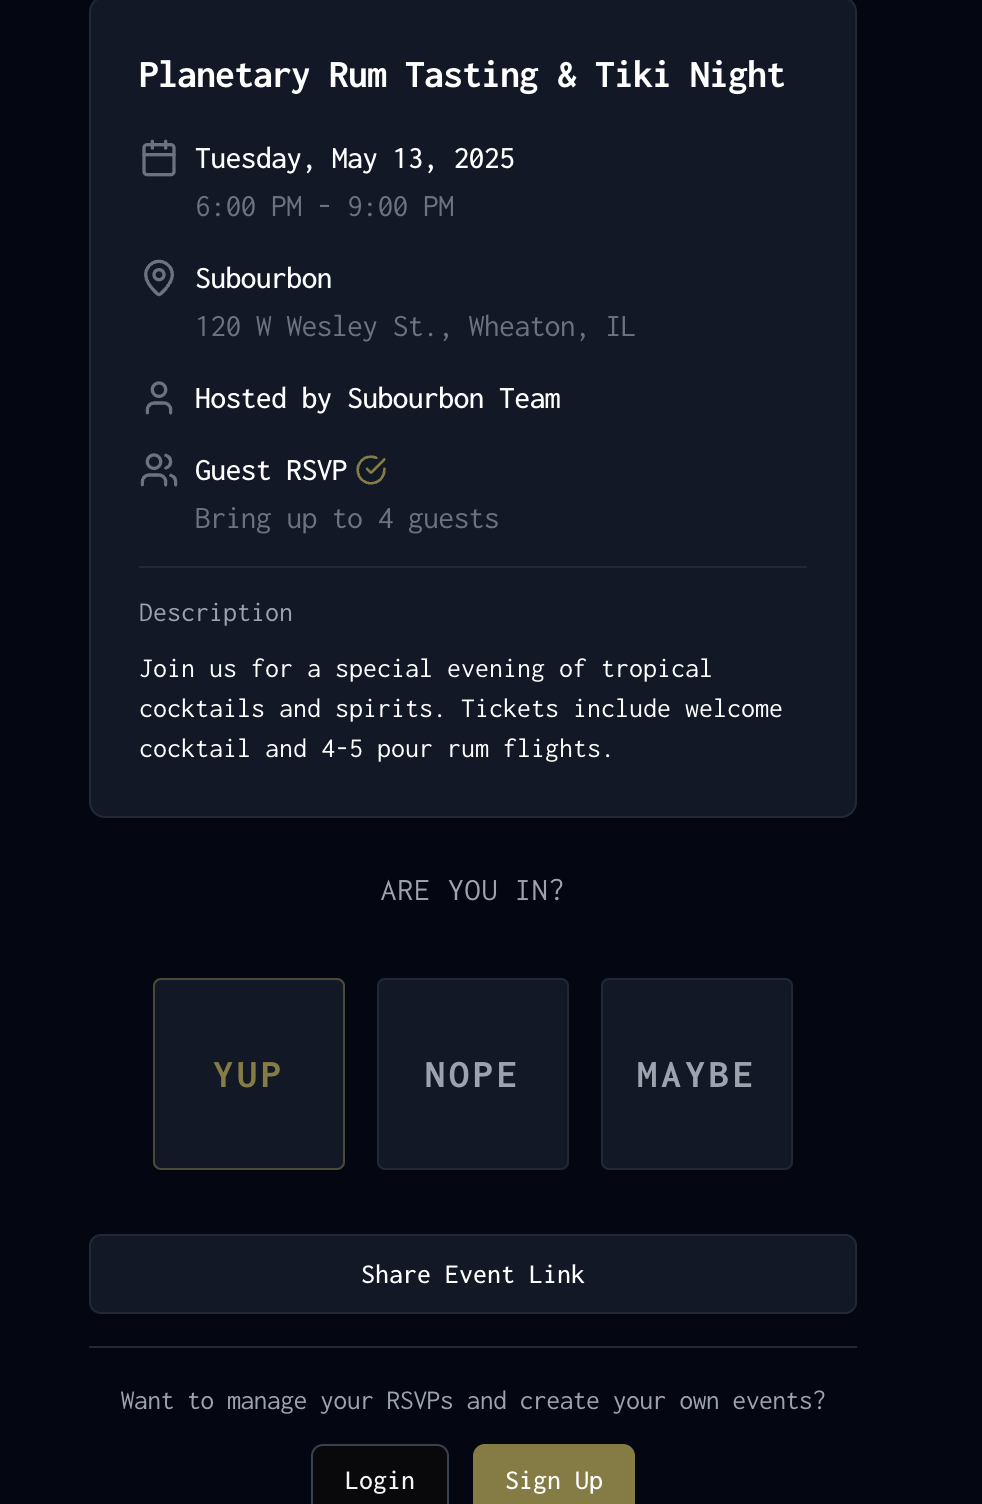 Planetary Rum Tasting & Tiki Night
Tuesday, May 13, 2025
6:00 PM - 9:00 PM
Subourbon
120 W Wesley St., Wheaton, IL
Hosted by Subourbon Team
Guest RSVP
Bring up to 4 guests
Description
Join us for a special evening of tropical
cocktails and spirits. Tickets include welcome
cocktail and 4-5 pour rum flights.
ARE YOU IN?
YUP
NOPE
MAYBE
Share Event Link
Want to manage your RSVPs and create your own events?
Login
Sign Up